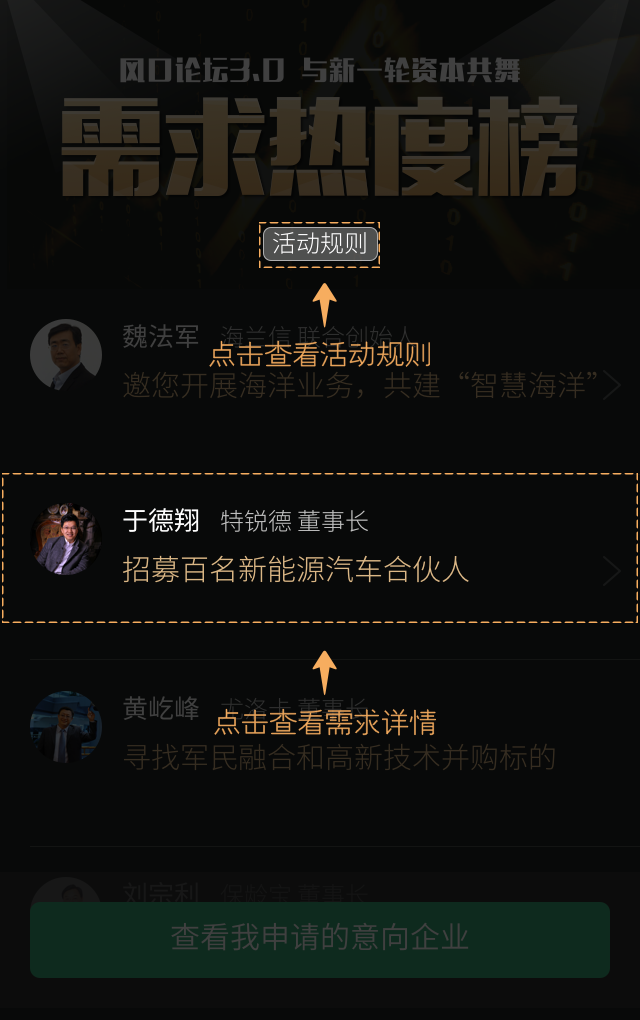 风口论坛3.0 与新一轮资本共舞
需求热度榜
活动规则
魏法军 海兰信 联合创始人
点击查看活动规则
邀您开展海洋业务，共建“智慧海洋”
于德翔 特锐德 董事长
招募百名新能源汽车合伙人
黄屹峰 尤洛卡 董事长
点击查看需求详情
寻找军民融合和高新技术并购标的
刘宗利 保龄宝 董事长
查看我申请的意向企业